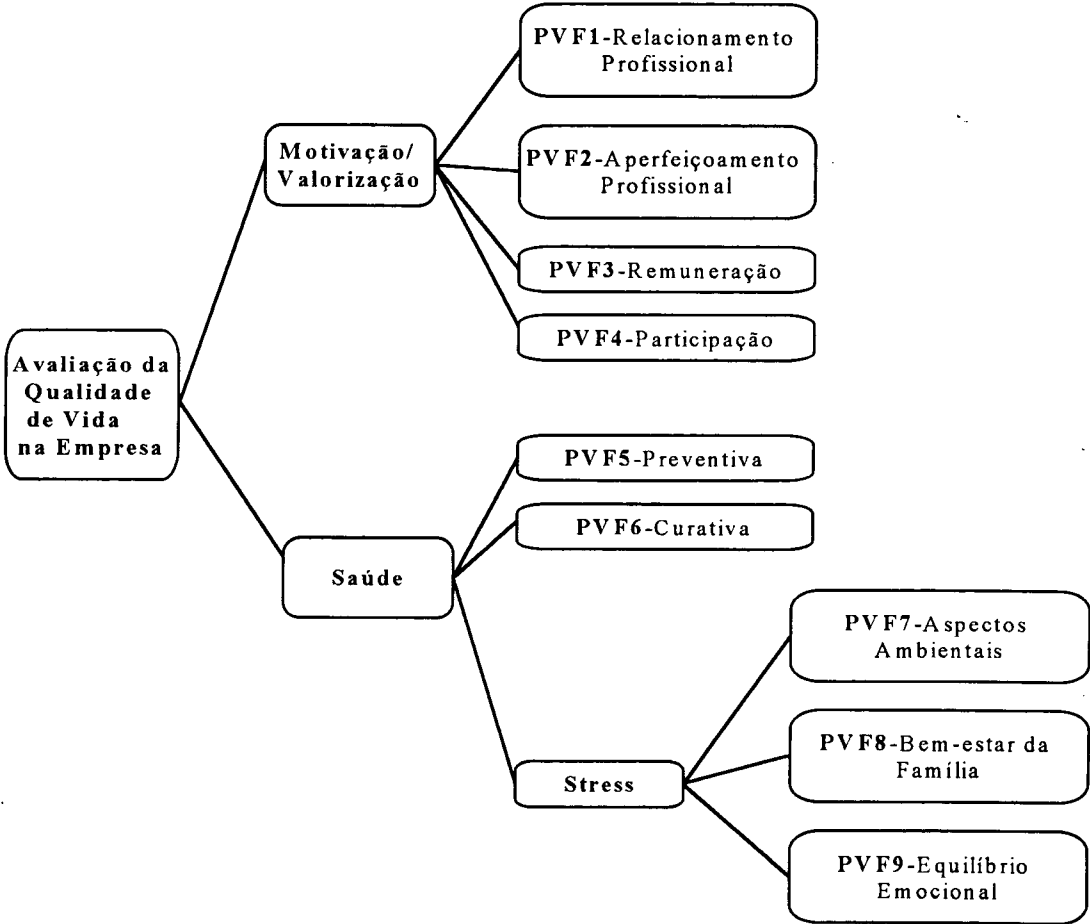 PVF1-Relacionamento
Profissional
Motivação/
Valorização
PVF2-Aperfeiçoamento
Profissional
PVF3-Remuneração
PVF4-Participação
Avaliação da
Qualidade
de Vida
na Empresa
PVF5-Preventiva
PVF6-Curativa
Saúde
PVF7-Aspectos
Ambientais
PVF8-Bem-estar da
Família
Stress
PVF9-Equilíbrio
Emocional